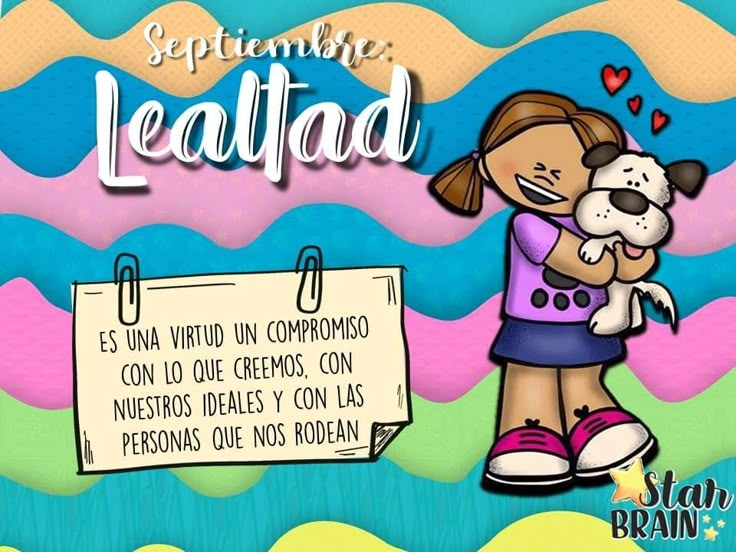 Septiembre:
Lealtad
ES UNA VIRTUD UN COMPROMISO
CON LO QUE CREEMOS, CON
NUESTROS IDEALES Y CON LAS
PERSONAS QUE NOS RODEAN
Star
BRAIN